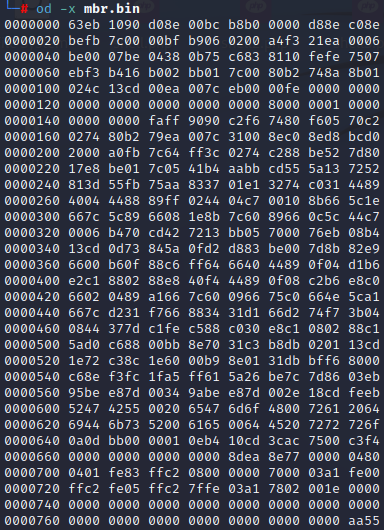 └─# od -x mbr.bin
0000000 63eb 1090 d08e 00bc b8b0 0000 d88e c08e
0000020 befb 7c00 00bf b906 0200 a4f3 21ea 0006
0000040 be00 07be 0438 0b75 c683 8110 fefe 7507
0000060 ebf3 b416 b002 bb01 7c00 80b2 748a 8b01
0000100 024c 13cd 00ea 007c eb00 00fe 0000 0000
0000120 0000 0000 0000 0000 0000 8000 0001 0000
0000140 0000 0000 faff 9090 c2f6 7480 f605 70c2
0000160 0274 80b2 79ea 007c 3100 8ec0 8ed8 bcd0
0000200 2000 a0fb 7c64 ff3c 0274 c288 be52 7d80
0000220 17e8 be01 7c05 41b4 aabb cd55 5a13 7252
0000240 813d 55fb 75aa 8337 01e1 3274 c031 4489
0000260 4004 4488 89ff 0244 04c7 0010 8b66 5c1e
0000300 667c 5c89 6608 1e8b 7c60 8966 0c5c 44c7
0000320 0006 b470 cd42 7213 bb05 7000 76eb 08b4
0000340 13cd 0d73 845a 0fd2 d883 be00 7d8b 82e9
0000360 6600 b60f 88c6 ff64 6640 4489 0f04 d1b6
0000400 e2c1 8802 88e8 40f4 4489 0f08 c2b6 e8c0
0000420 6602 0489 a166 7c60 0966 75c0 664e 5ca1
0000440 667c d231 f766 8834 31d1 66d2 74f7 3b04
0000460 0844 377d c1fe c588 c030 e8c1 0802 88c1
0000500 5ad0 c688 00bb 8e70 31c3 b8db 0201 13cd
0000520 1e72 c38c 1e60 00b9 8e01 31db bff6 8000
0000540 c68e f3fc 1fa5 ff61 5a26 be7c 7d86 03eb
0000560 95be e87d 0034 9abe e87d 002e 18cd feeb
0000600 5247 4255 0020 6547 6d6f 4800 7261 2064
0000620 6944 6b73 5200 6165 0064 4520 7272 726f
0000640 0a0d bb00 0001 0eb4 10cd 3cac 7500 c3f4
0000660 0000 0000 0000 0000 8dea 8e77 0000 0480
0000700 0401 fe83 ffc2 0800 0000 7000 03a1 fe00
0000720 ffc2 fe05 ffc2 7ffe 03a1 7802 001e 0000
0000740 0000 0000 0000 0000 0000 0000 0000 0000
0000760 0000 0000 0000 0000 0000 0000 0000 aa55